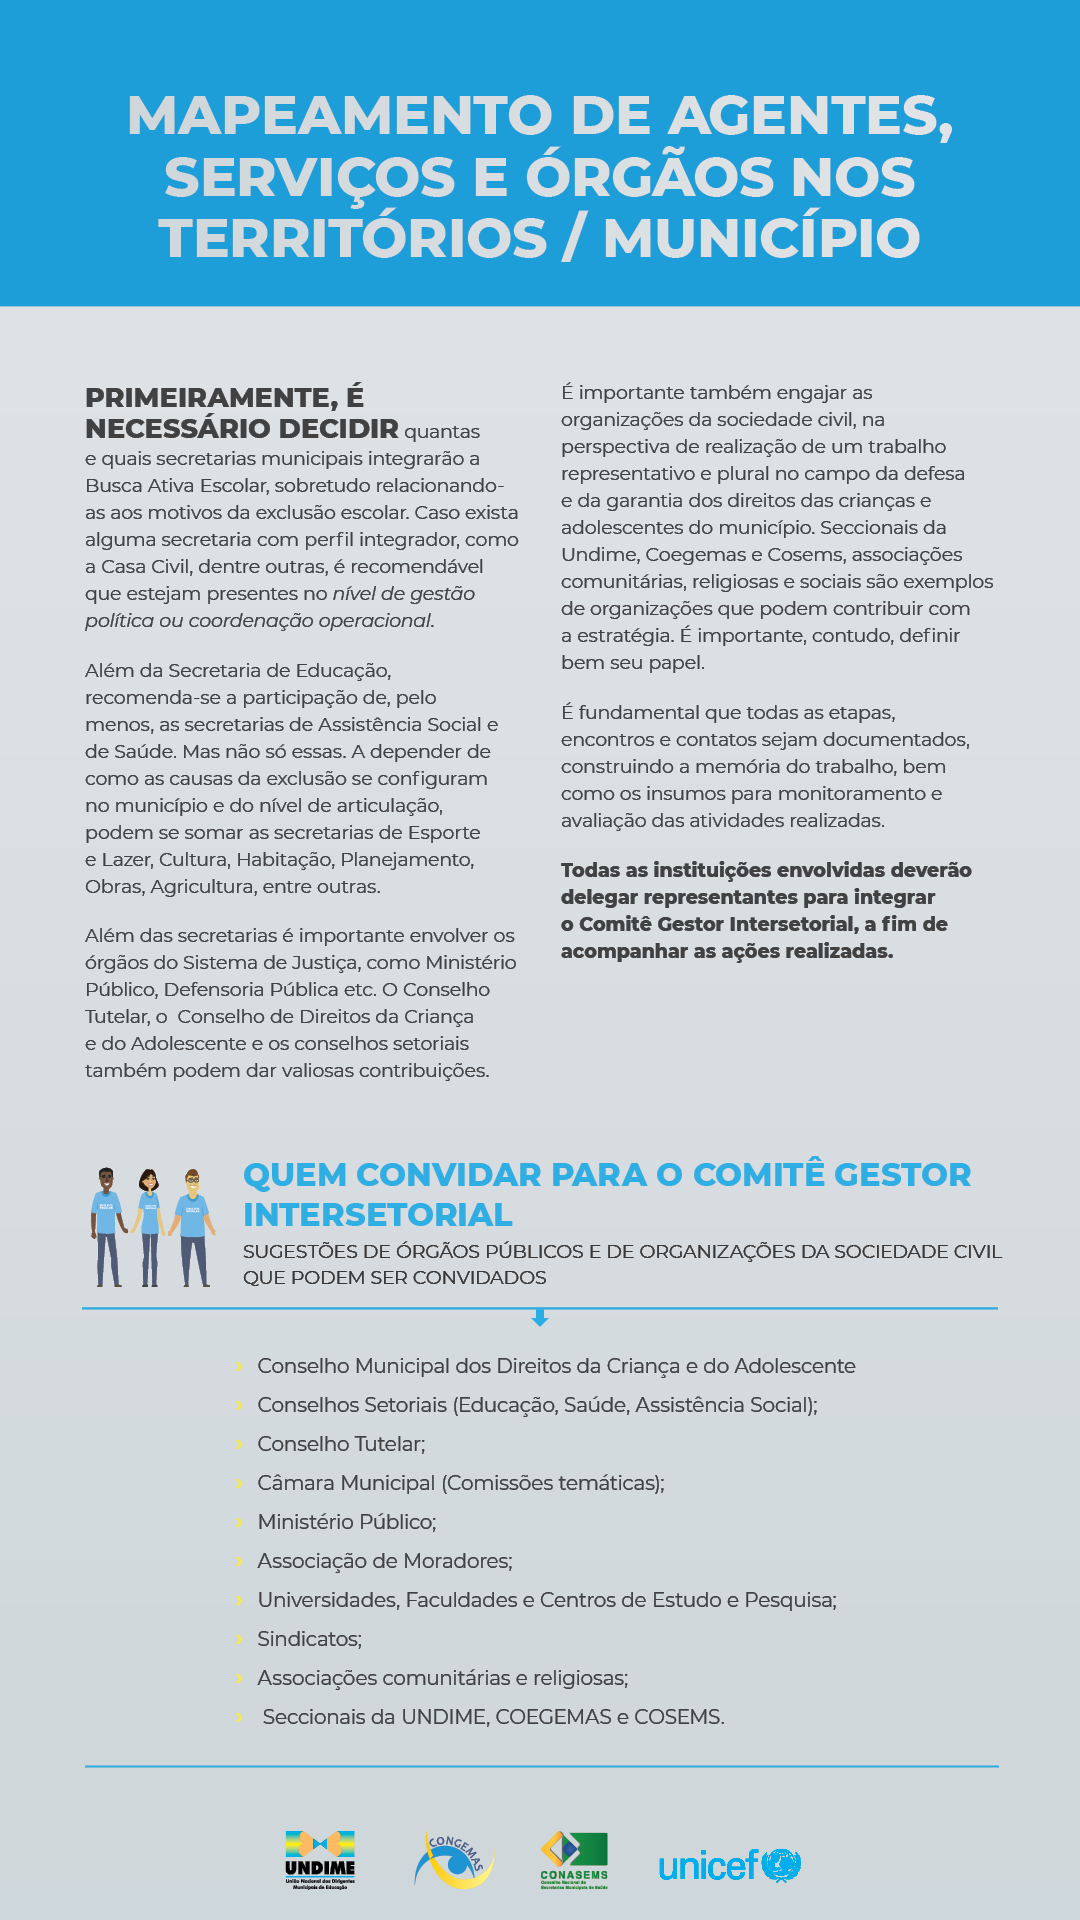 MAPEAMENTO DE AGENTES,
SERVIÇOS E ÓRGÃOS NOS
TERRITÓRIOS / MUNICÍPIO
PRIMEIRAMENTE, É
NECESSÁRIO DECIDIR quantas
e quais secretarias municipais integrarão a
Busca Ativa Escolar, sobretudo relacionando-
as aos motivos da exclusão escolar. Caso exista
alguma secretaria com perfil integrador, como
a Casa Civil, dentre outras, é recomendável
que estejam presentes no nível de gestão
política ou coordenação operacional.
Além da Secretaria de Educação,
recomenda-se a participação de, pelo
menos, as secretarias de Assistência Social e
de Saúde. Mas não só essas. A depender de
como as causas da exclusão se configuram
no município e do nível de articulação,
podem se somar as secretarias de Esporte
e Lazer, Cultura, Habitação, Planejamento,
Obras, Agricultura, entre outras.
Além das secretarias é importante envolver os
órgãos do Sistema de Justiça, como Ministério
Público, Defensoria Pública etc. O Conselho
Tutelar, o  Conselho de Direitos da Criança
e do Adolescente e os conselhos setoriais
também podem dar valiosas contribuições.
É importante também engajar as
organizações da sociedade civil, na
perspectiva de realização de um trabalho
representativo e plural no campo da defesa
e da garantia dos direitos das crianças e
adolescentes do município. Seccionais da
Undime, Coegemas e Cosems, associações
comunitárias, religiosas e sociais são exemplos
de organizações que podem contribuir com
a estratégia. É importante, contudo, definir
bem seu papel.
É fundamental que todas as etapas,
encontros e contatos sejam documentados,
construindo a memória do trabalho, bem
como os insumos para monitoramento e
avaliação das atividades realizadas.
Todas as instituições envolvidas deverão
delegar representantes para integrar
o Comitê Gestor Intersetorial, a fim de
acompanhar as ações realizadas.
QUEM CONVIDAR PARA O COMITÊ GESTOR
INTERSETORIAL
SUGESTÕES DE ÓRGÃOS PÚBLICOS E DE ORGANIZAÇÕES DA SOCIEDADE CIVIL
QUE PODEM SER CONVIDADOS
Conselho Municipal dos Direitos da Criança e do Adolescente
Conselhos Setoriais (Educação, Saúde, Assistência Social);
Conselho Tutelar;
Câmara Municipal (Comissões temáticas);
Ministério Público;
Associação de Moradores;
Universidades, Faculdades e Centros de Estudo e Pesquisa;
Sindicatos;
Associações comunitárias e religiosas;
Seccionais da UNDIME, COEGEMAS e COSEMS.
UNDIME
União Nacional dos Dirigentes
Municipais de Educação
CONGEMAS
CONASEMS
Conselho Nacional de
Secretarias Municipais de Saúde
unicef